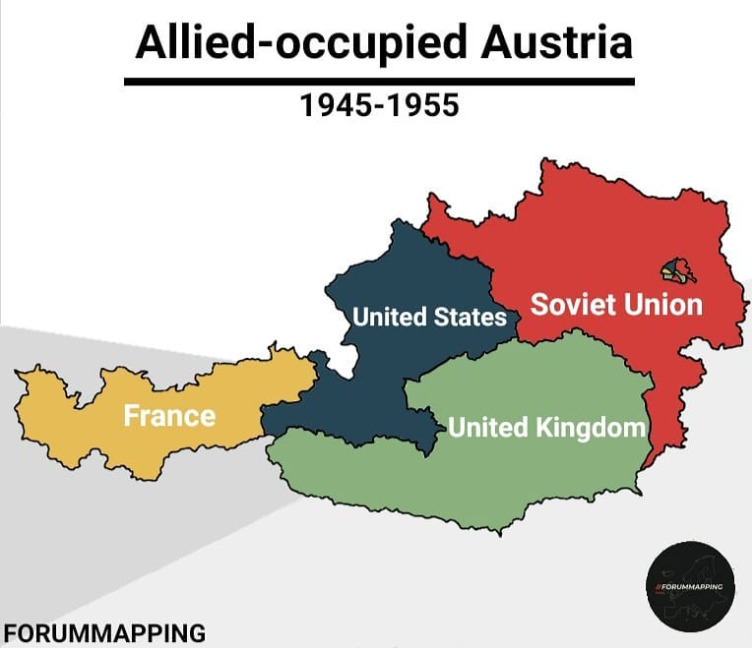 Allied-occupied Austria
1945-1955
United States
Soviet Union
France
United Kingdom
#FORUMMAPPING
FORUMMAPPING